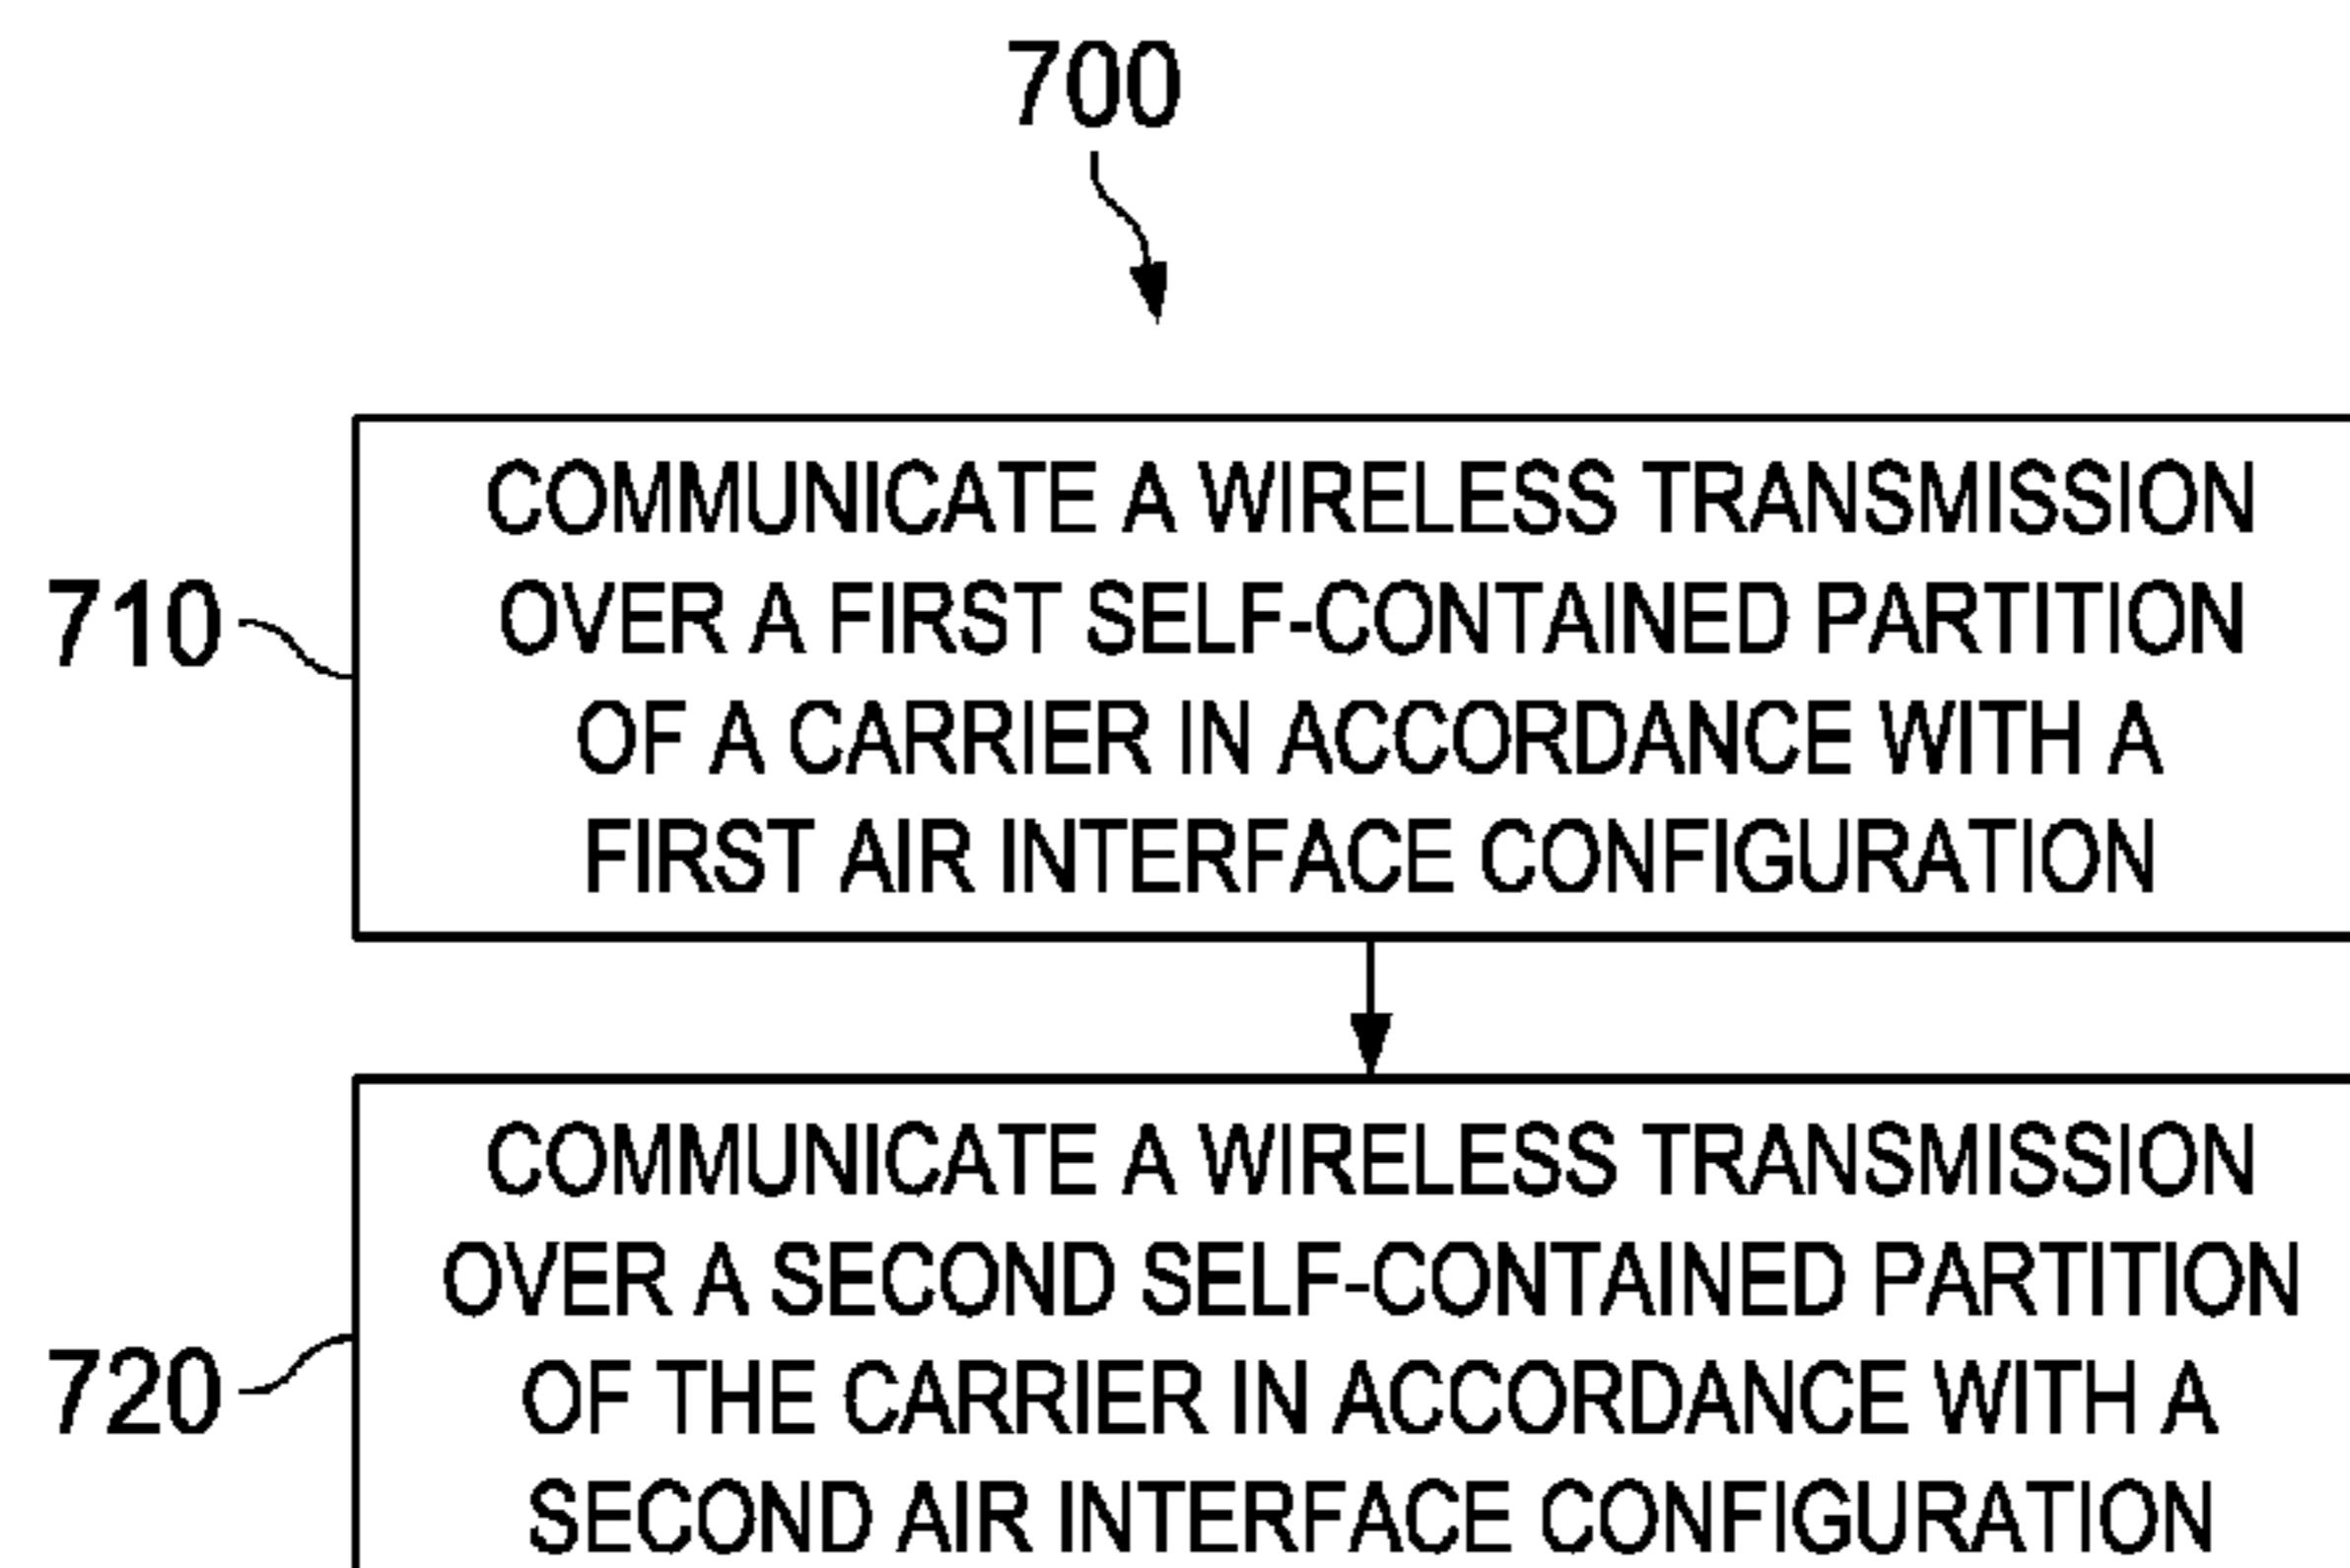 700
710
COMMUNICATE A WIRELESS TRANSMISSION
OVER A FIRST SELF-CONTAINED PARTITION
OF A CARRIER IN ACCORDANCE WITH A
FIRST AIR INTERFACE CONFIGURATION
720
COMMUNICATE A WIRELESS TRANSMISSION
OVER A SECOND SELF-CONTAINED PARTITION
OF THE CARRIER IN ACCORDANCE WITH A
SECOND AIR INTERFACE CONFIGURATION